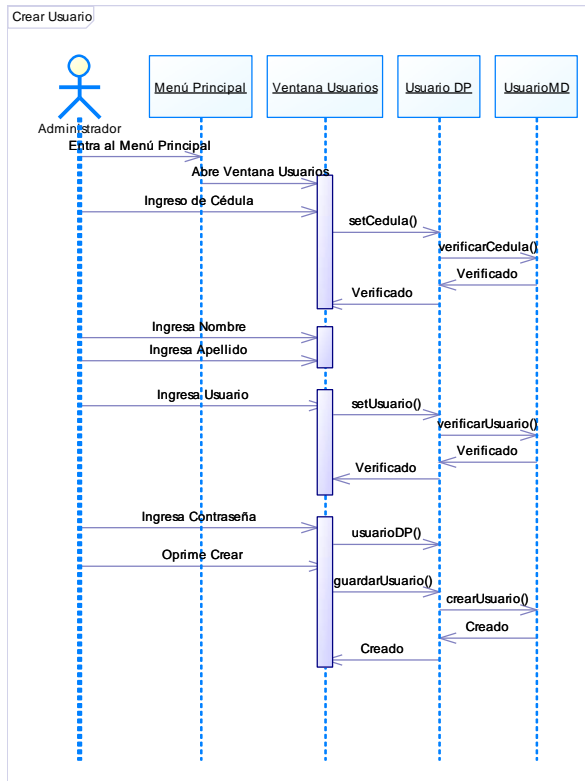 Crear Usuario
Menú Principal
Ventana Usuarios
Usuario DP
UsuarioMD
Administrador
Entra al Menú Principal
Abre Ventana Usuarios
Ingreso de Cédula
setCedula()
verificarCedula()
Verificado
Verificado
Ingresa Nombre
Ingresa Apellido
Ingresa Usuario
setUsuario()
verificarUsuario()
Verificado
Verificado
Ingresa Contraseña
usuarioDP()
Oprime Crear
guardarUsuario()
crearUsuario()
Creado
Creado